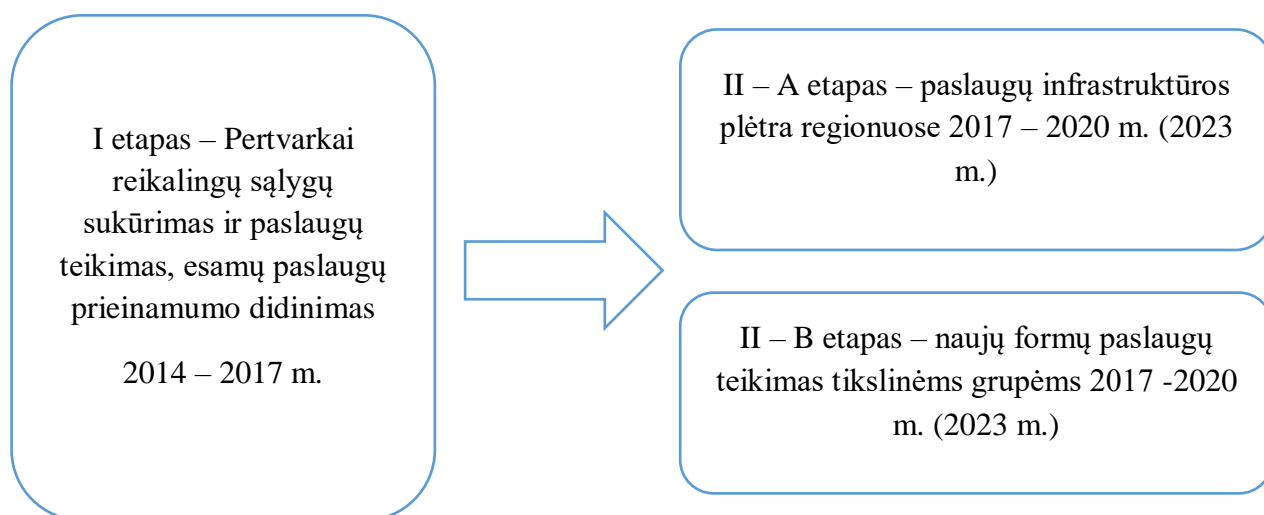 I etapas – Pertvarkai
reikalingų sąlygų
sukūrimas ir paslaugų
teikimas, esamų paslaugų
prieinamumo didinimas
2014 – 2017 m.
II – A etapas – paslaugų infrastruktūros
plėtra regionuose 2017 – 2020 m. (2023
m.)
II – B etapas – naujų formų paslaugų
teikimas tikslinėms grupėms 2017 -2020
m. (2023 m.)